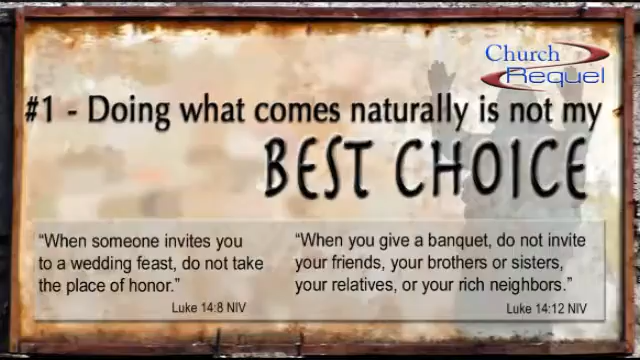 Church
Requel
#1 - Doing what comes naturally is not my
BEST CHOICE
“When someone invites you
to a wedding feast, do not take
the place of honor.”
Luke 14:8 NIV
“When you give a banquet, do not invite
your friends, your brothers or sisters,
your relatives, or your rich neighbors.”
Luke 14:12 NIV